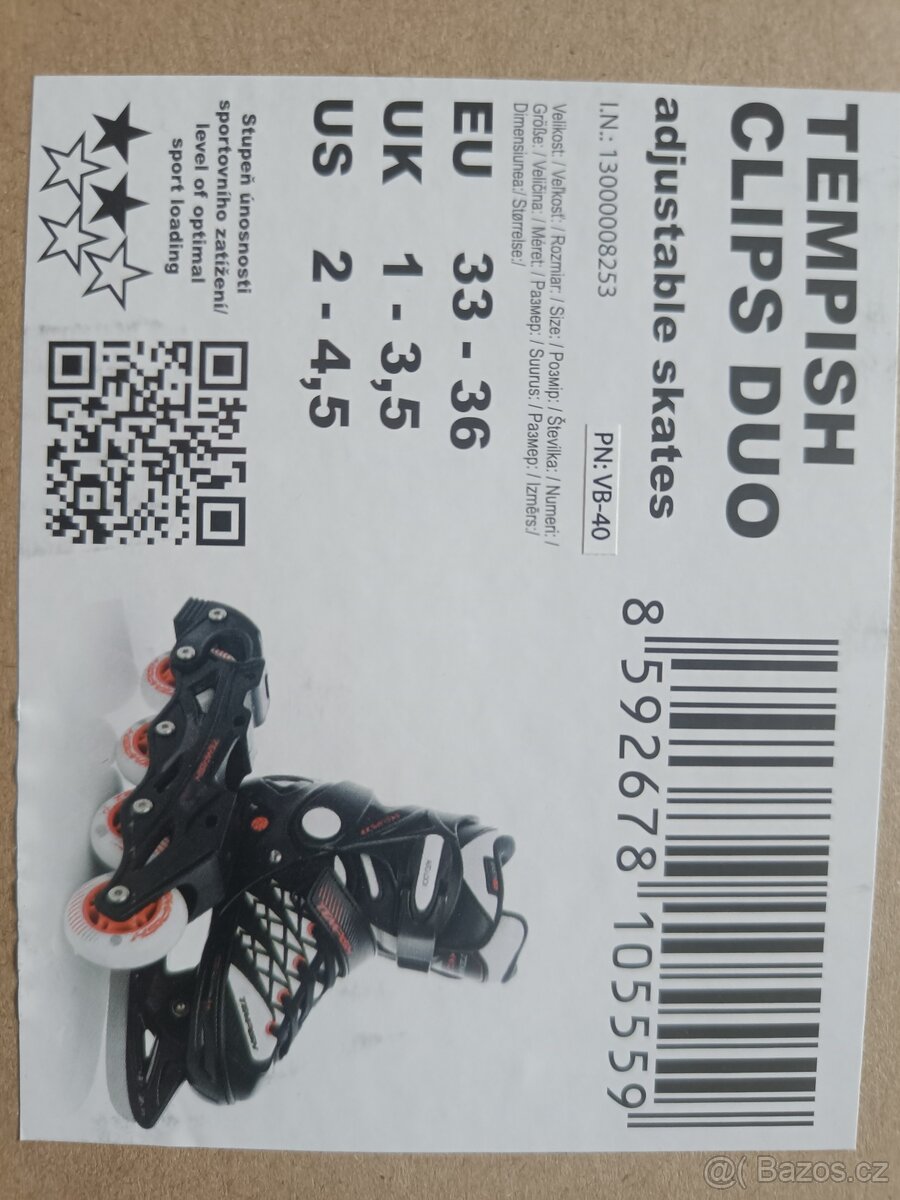 TEMPISH
CLIPS DUO
adjustable skates
I.N.: 1300008253
PN: VB-40
Velikost: / Veľkosť: / Rozmiar: / Size: / Розмір: / Številka: / Numeri: /
Größe: / Veličina: / Méret: / Размер: / Suurus: / Размер: / Izmērs:/
Dimensiunea:/ Størrelse:/
EU 33 - 36
UK 1 - 3,5
US 2 - 4,5
Stupeň únosnosti
sportovního zatížení/
level of optimal
sport loading
8 592678 105559
@( Bazos.cz